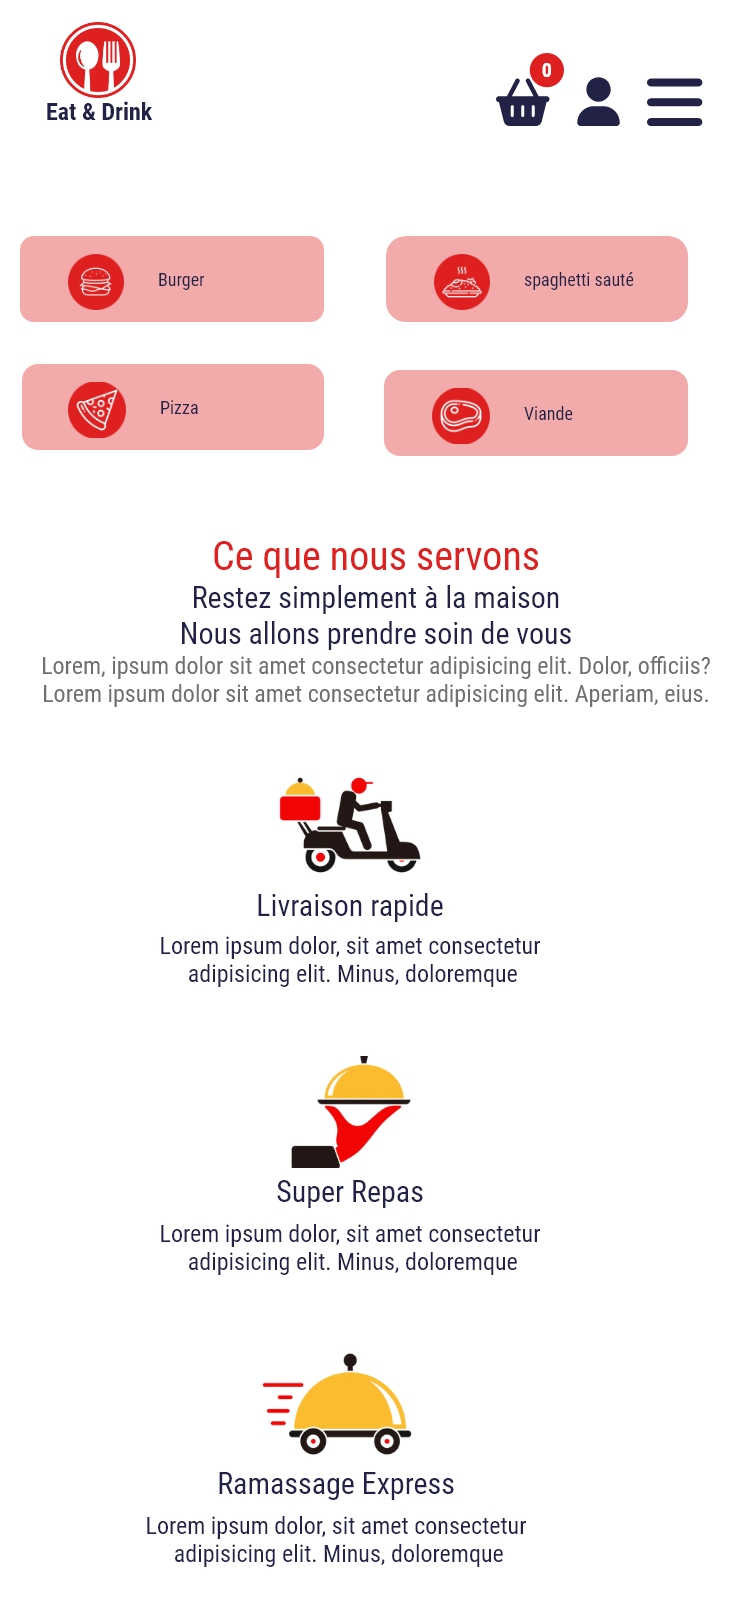 0
Eat & Drink
Burger
spaghetti sauté
Pizza
Viande
Ce que nous servons
Restez simplement à la maison
Nous allons prendre soin de vous
Lorem, ipsum dolor sit amet consectetur adipisicing elit. Dolor, officiis?
Lorem ipsum dolor sit amet consectetur adipisicing elit. Aperiam, eius.
Livraison rapide
Lorem ipsum dolor, sit amet consectetur
adipisicing elit. Minus, doloremque
Super Repas
Lorem ipsum dolor, sit amet consectetur
adipisicing elit. Minus, doloremque
Ramassage Express
Lorem ipsum dolor, sit amet consectetur
adipisicing elit. Minus, doloremque